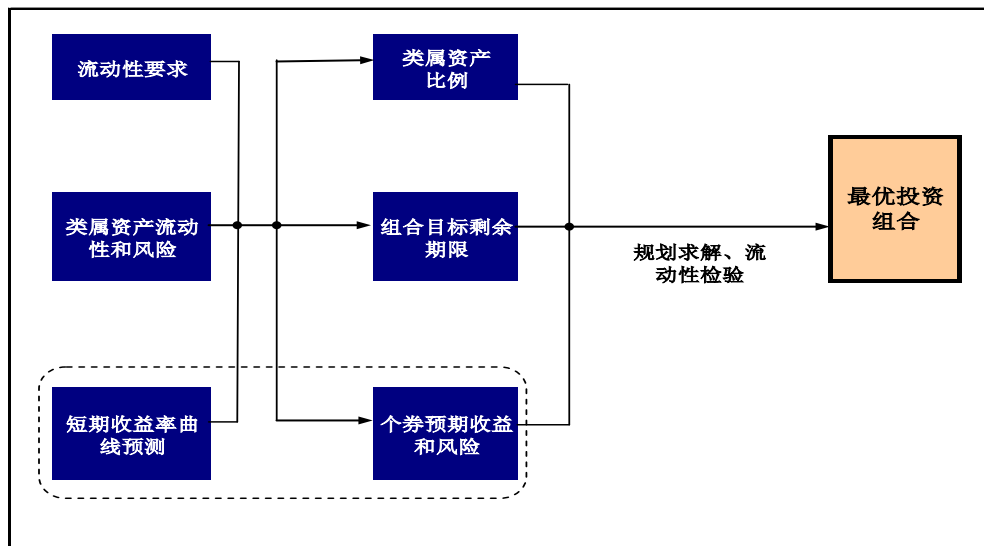 流动性要求
类属资产
比例
类属资产流动
性和风险
组合目标剩余
期限
最优投资
组合
规划求解、流
动性检验
短期收益率曲
线预测
个券预期收益
和风险